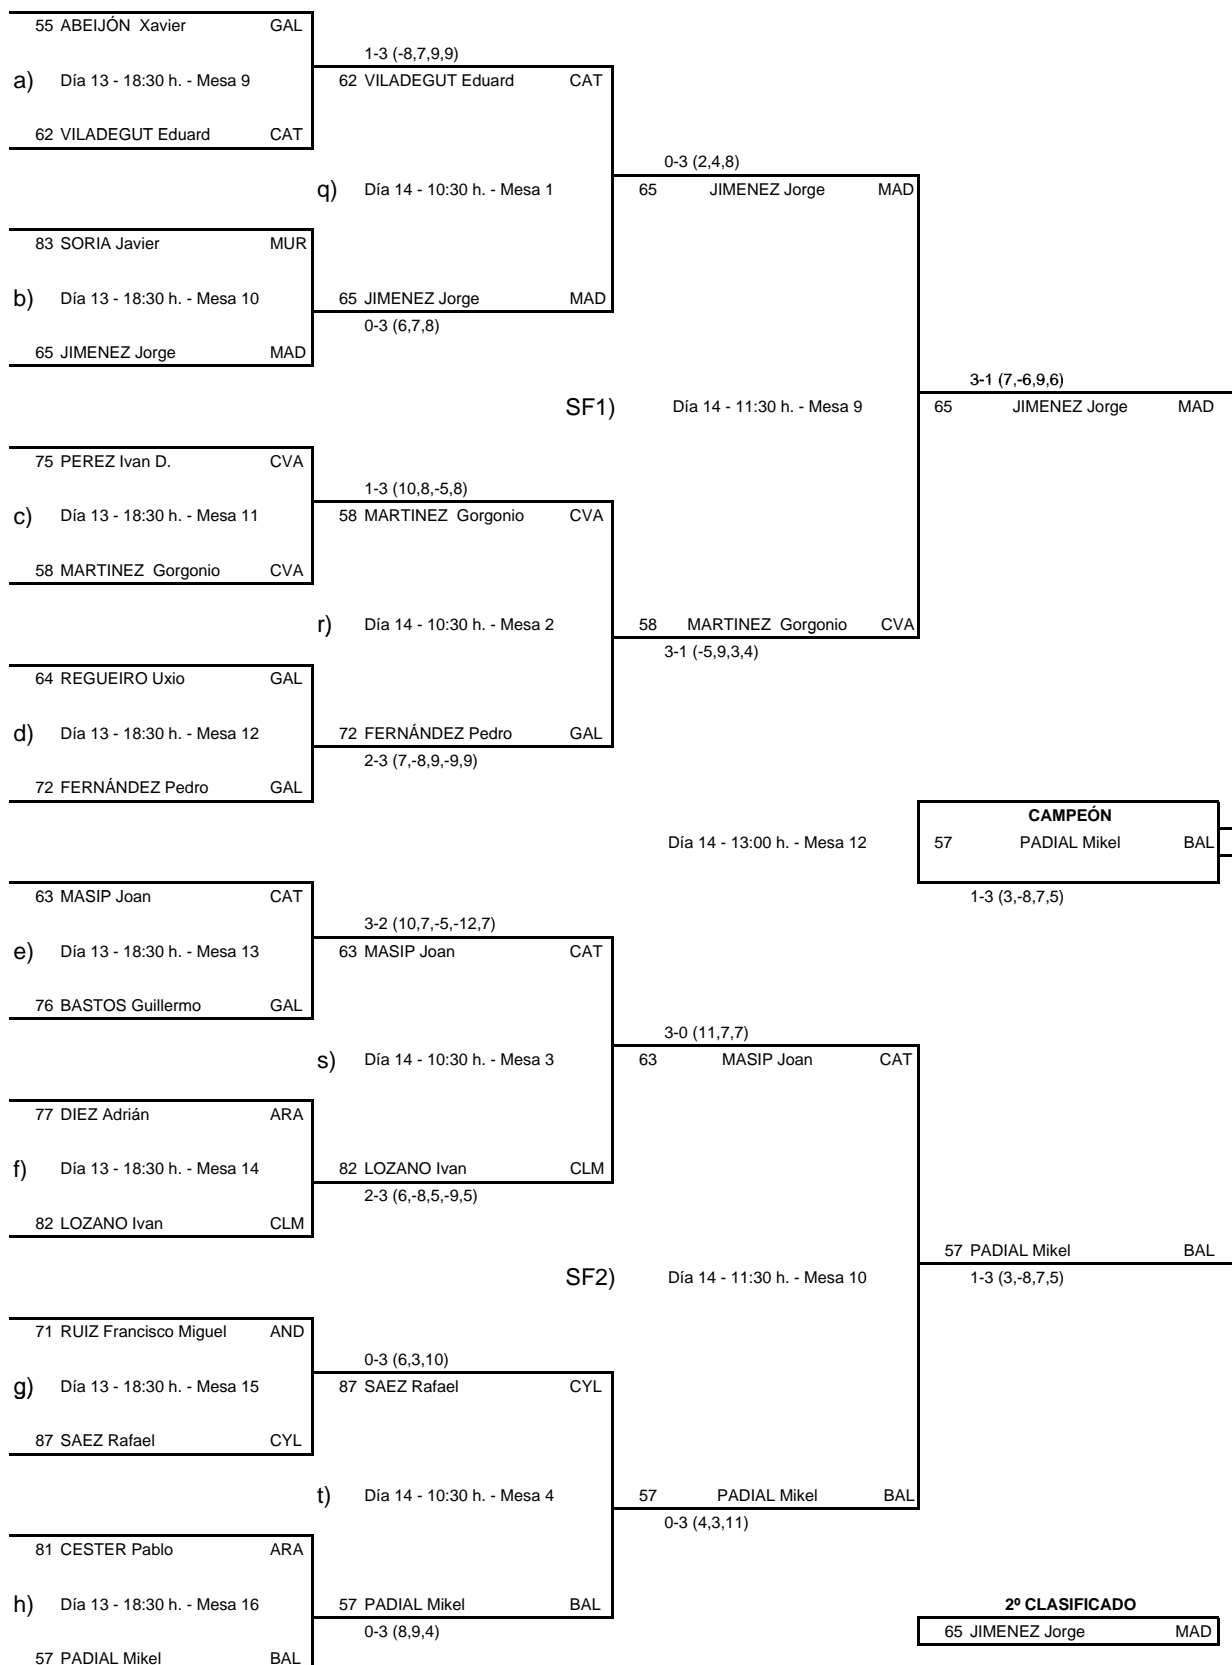 55 ABEIJÓN Xavier GAL
1-3 (-8,7,9,9)
a) Día 13 - 18:30 h. - Mesa 9 62 VILADEGUT Eduard CAT
62 VILADEGUT Eduard CAT
0-3 (2,4,8)
q) Día 14 - 10:30 h. - Mesa 1 65 JIMENEZ Jorge MAD
83 SORIA Javier MUR
b) Día 13 - 18:30 h. - Mesa 10 65 JIMENEZ Jorge MAD
0-3 (6,7,8)
65 JIMENEZ Jorge MAD
3-1 (7,-6,9,6)
SF1) Día 14 - 11:30 h. - Mesa 9 65 JIMENEZ Jorge MAD
75 PEREZ Ivan D. CVA
1-3 (10,8,-5,8)
c) Día 13 - 18:30 h. - Mesa 11 58 MARTINEZ Gorgonio CVA
58 MARTINEZ Gorgonio CVA
r) Día 14 - 10:30 h. - Mesa 2 58 MARTINEZ Gorgonio CVA
3-1 (-5,9,3,4)
64 REGUEIRO Uxio GAL
d) Día 13 - 18:30 h. - Mesa 12 72 FERNÁNDEZ Pedro GAL
2-3 (7,-8,9,-9,9)
72 FERNÁNDEZ Pedro GAL
CAMPEÓN
Día 14 - 13:00 h. - Mesa 12 57 PADIAL Mikel BAL
63 MASIP Joan CAT 1-3 (3,-8,7,5)
3-2 (10,7,-5,-12,7)
e) Día 13 - 18:30 h. - Mesa 13 63 MASIP Joan CAT
76 BASTOS Guillermo GAL
3-0 (11,7,7)
s) Día 14 - 10:30 h. - Mesa 3 63 MASIP Joan CAT
77 DIEZ Adrián ARA
f) Día 13 - 18:30 h. - Mesa 14 82 LOZANO Ivan CLM
2-3 (6,-8,5,-9,5)
82 LOZANO Ivan CLM
57 PADIAL Mikel BAL
SF2) Día 14 - 11:30 h. - Mesa 10 1-3 (3,-8,7,5)
71 RUIZ Francisco Miguel AND
0-3 (6,3,10)
g) Día 13 - 18:30 h. - Mesa 15 87 SAEZ Rafael CYL
87 SAEZ Rafael CYL
t) Día 14 - 10:30 h. - Mesa 4 57 PADIAL Mikel BAL
0-3 (4,3,11)
81 CESTER Pablo ARA
h) Día 13 - 18:30 h. - Mesa 16 57 PADIAL Mikel BAL 2º CLASIFICADO
0-3 (8,9,4) 65 JIMENEZ Jorge MAD
57 PADIAL Mikel BAL